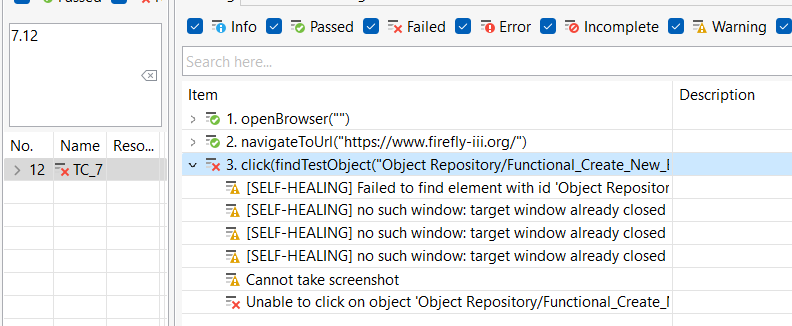 Info Passed Failed Error Incomplete Warning
7.12
Search here...
Item Description
1. openBrowser("")
2. navigateToUrl("https://www.firefly-iii.org/")
No. Name Reso...
3. click(findTestObject("Object Repository/Functional_Create_New_
12 TC_7
[SELF-HEALING] Failed to find element with id 'Object Reposito
[SELF-HEALING] no such window: target window already closed
[SELF-HEALING] no such window: target window already closed
[SELF-HEALING] no such window: target window already closed
Cannot take screenshot
Unable to click on object 'Object Repository/Functional_Create_